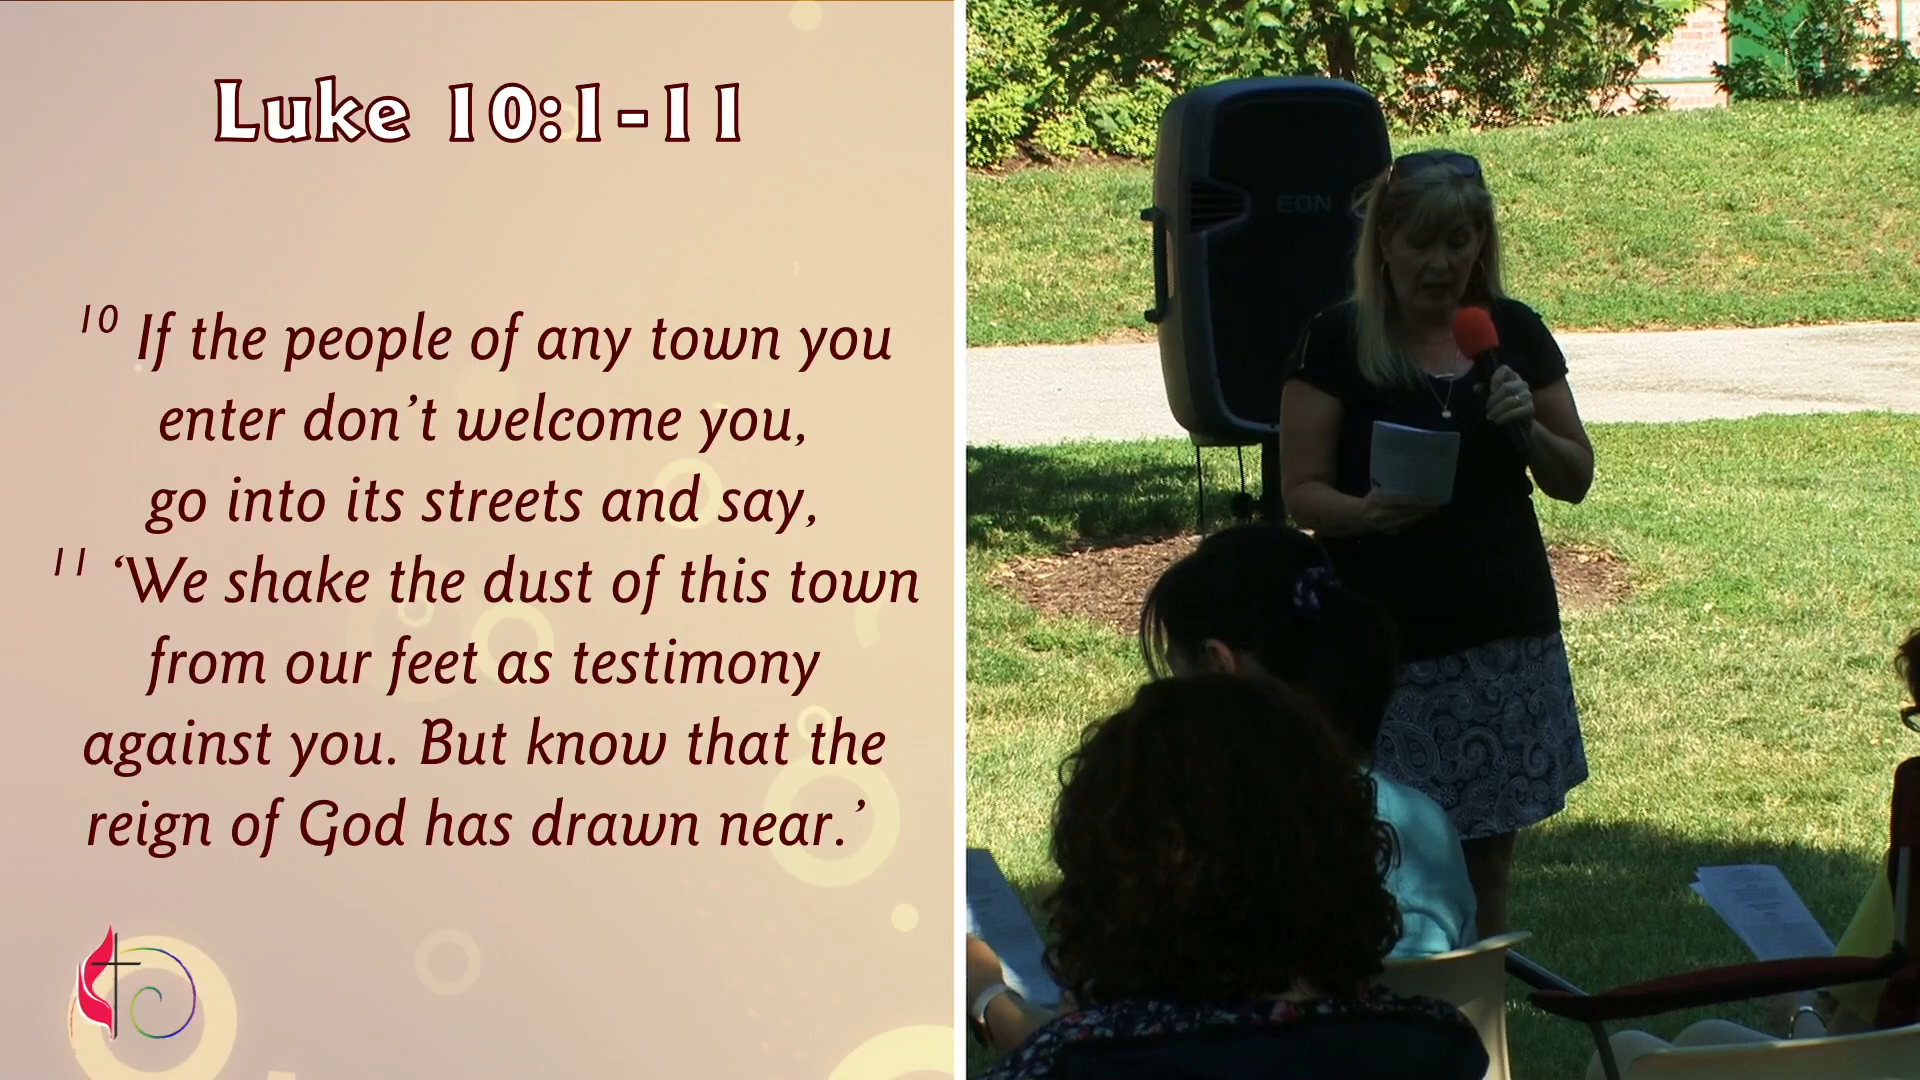 Luke 10:1-11
10 If the people of any town you
enter don’t welcome you,
go into its streets and say,
11 ‘We shake the dust of this town
from our feet as testimony
against you. But know that the
reign of God has drawn near.’
EON